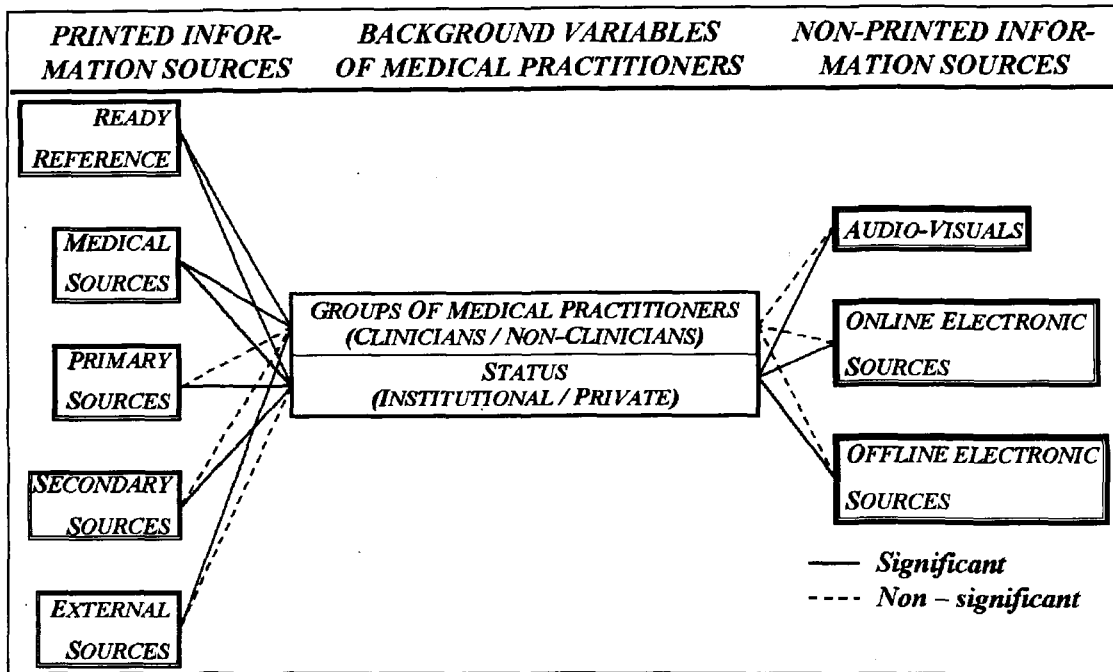 PRINTED INFOR-
MATION SOURCES
BACKGROUND VARIABLES
OF MEDICAL PRACTITIONERS
NON-PRINTED INFOR-
MATION SOURCES
READY
REFERENCE
MEDICAL
SOURCES
PRIMARY
SOURCES
SECONDARY
SOURCES
EXTERNAL
SOURCES
GROUPS OF MEDICAL PRACTITIONERS
(CLINICIANS / NON-CLINICIANS)
STATUS
(INSTITUTIONAL / PRIVATE)
AUDIO-VISUALS
ONLINE ELECTRONIC
SOURCES
OFFLINE ELECTRONIC
SOURCES
Significant
Non – significant